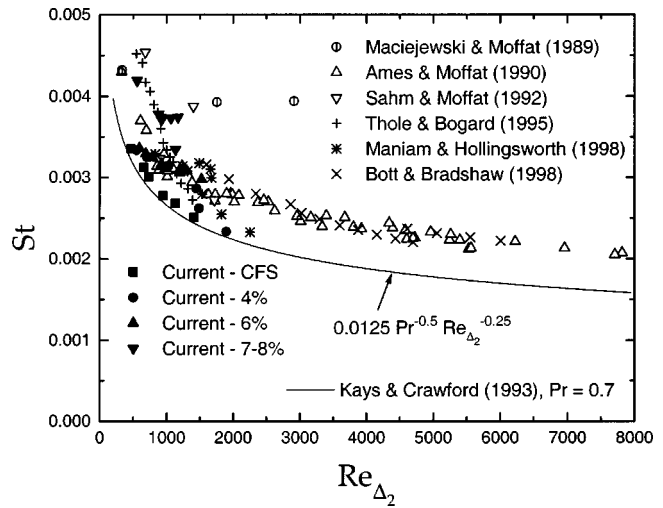 0.005
0.004
0.003
0.002
0.001
0.000
St
Maciejewski & Moffat (1989)
Ames & Moffat (1990)
Sahm & Moffat (1992)
Thole & Bogard (1995)
Maniam & Hollingsworth (1998)
Bott & Bradshaw (1998)
Current - CFS
Current - 4%
Current - 6%
Current - 7-8%
0.0125 Pr^-0.5 Re_Δ₂^-0.25
Kays & Crawford (1993), Pr = 0.7
0 1000 2000 3000 4000 5000 6000 7000 8000
Re_Δ₂